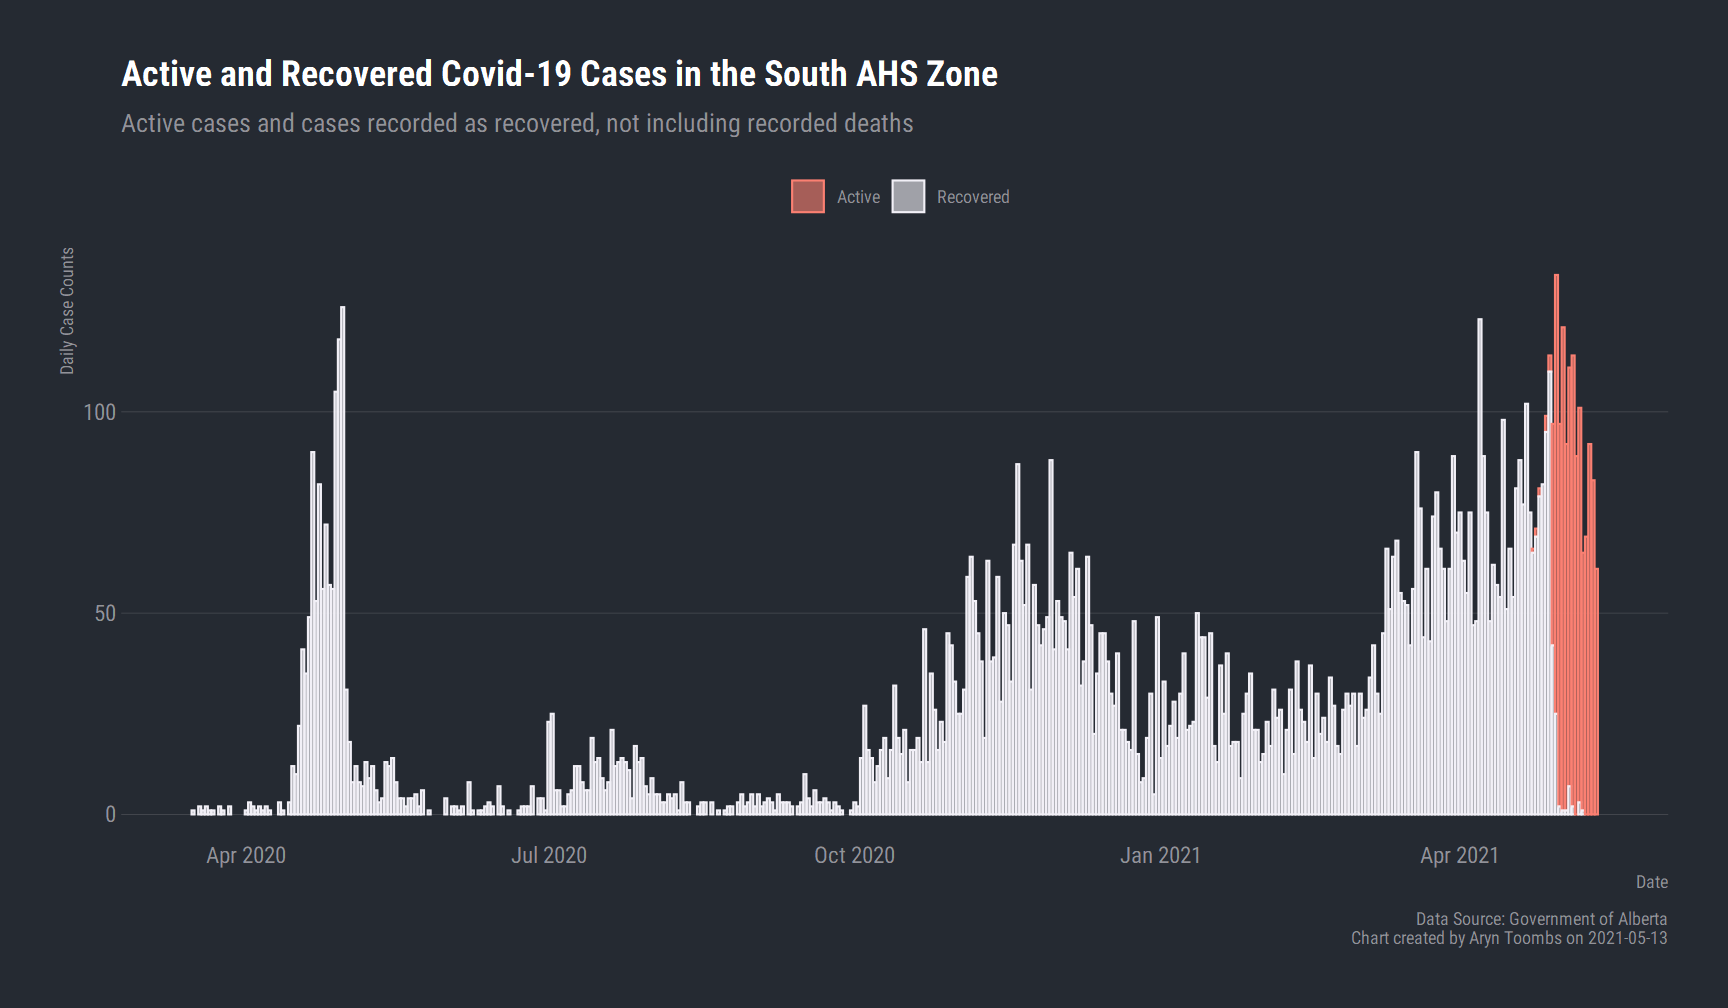 Active and Recovered Covid-19 Cases in the South AHS Zone
Active cases and cases recorded as recovered, not including recorded deaths
Active
Recovered
Daily Case Counts
100
50
0
Apr 2020
Jul 2020
Oct 2020
Jan 2021
Apr 2021
Date
Data Source: Government of Alberta
Chart created by Aryn Toombs on 2021-05-13